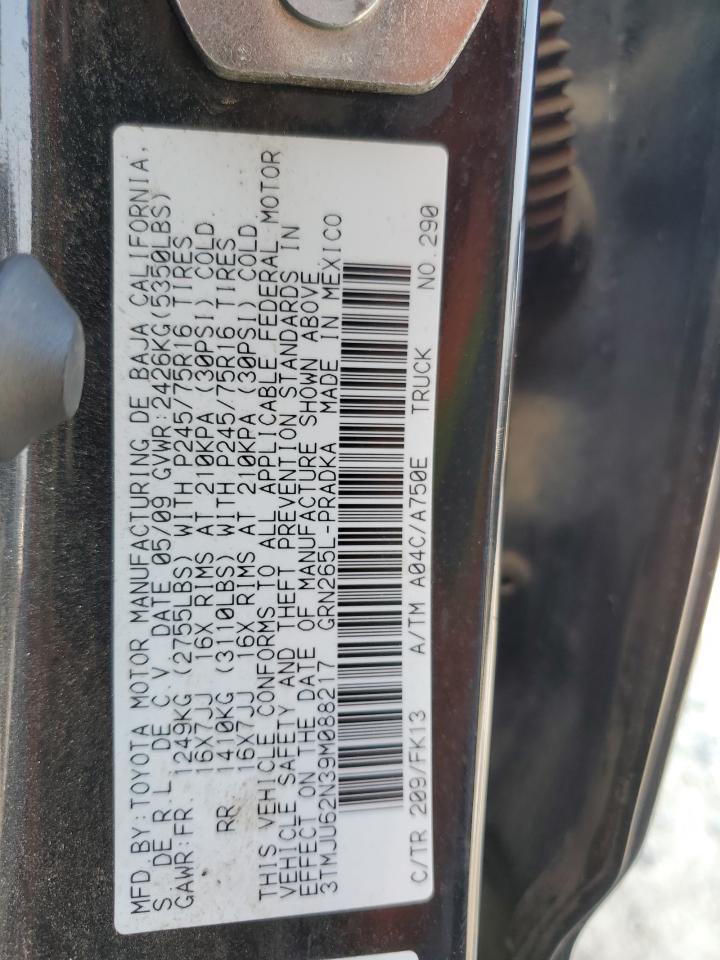 MFD. BY: TOYOTA MOTOR MANUFACTURING DE BAJA CALIFORNIA,
S. DE R.L. DE C.V DATE 05/09 GVWR:2426KG(5350LBS)
GAWR:FR. 1249KG (2755LBS) WITH P245/75R16 TIRES
16X7JJ 16X RIMS AT 210KPA (30PSI) COLD
RR 1410KG (3110LBS) WITH P245/75R16 TIRES
16X7JJ 16X RIMS AT 210KPA (30PSI) COLD
THIS VEHICLE CONFORMS TO ALL APPLICABLE FEDERAL MOTOR
VEHICLE SAFETY AND THEFT PREVENTION STANDARDS IN
EFFECT ON THE DATE OF MANUFACTURE SHOWN ABOVE.
3TMJU62N39M088217 GRN265L-PRADKA MADE IN MEXICO
C/TR 209/FK13 A/TM A04C/A750E TRUCK NO.290